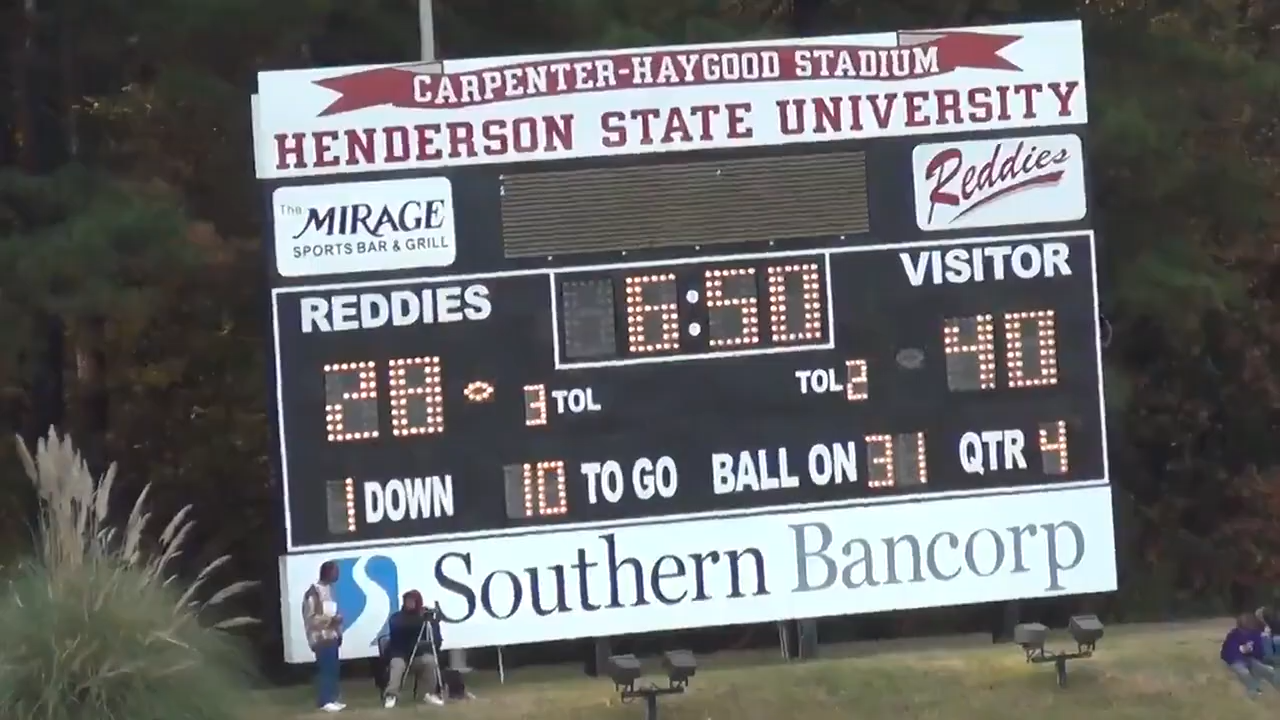 CARPENTER-HAYGOOD STADIUM
HENDERSON STATE UNIVERSITY
The MIRAGE
SPORTS BAR & GRILL
Reddies
REDDIES
6:50
VISITOR
28
3 TOL
TOL 2
40
1 DOWN
10 TO GO
BALL ON 31
QTR 4
Southern Bancorp